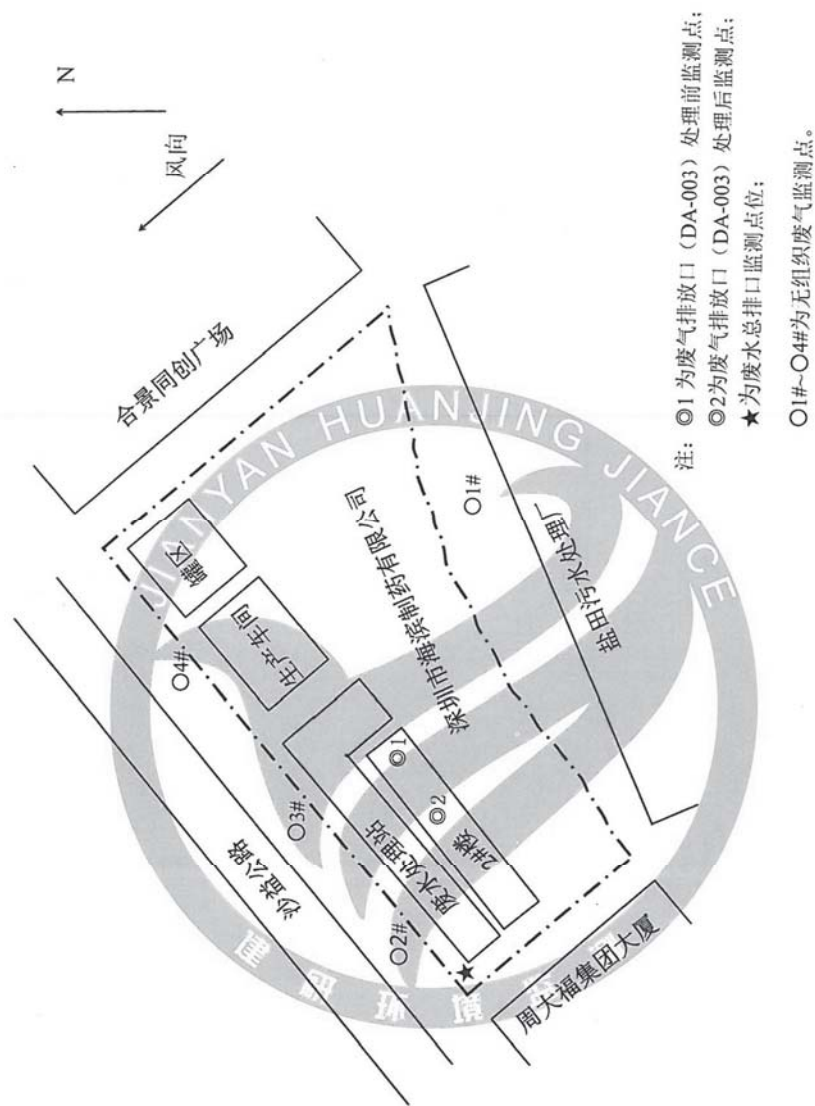 N
风向
合景同创广场
罐区
生产车间
○4#
沙盐公路
○3#
深圳市海滨制药有限公司
○1#
◎1
◎2
废水处理站
2#楼
○2#
★
盐田污水处理厂
周大福集团大厦
JIANYAN HUANJING JIANCE
注：◎1 为废气排放口（DA-003）处理前监测点；
◎2为废气排放口（DA-003）处理后监测点；
★为废水总排口监测点位；
○1#~○4#为无组织废气监测点。